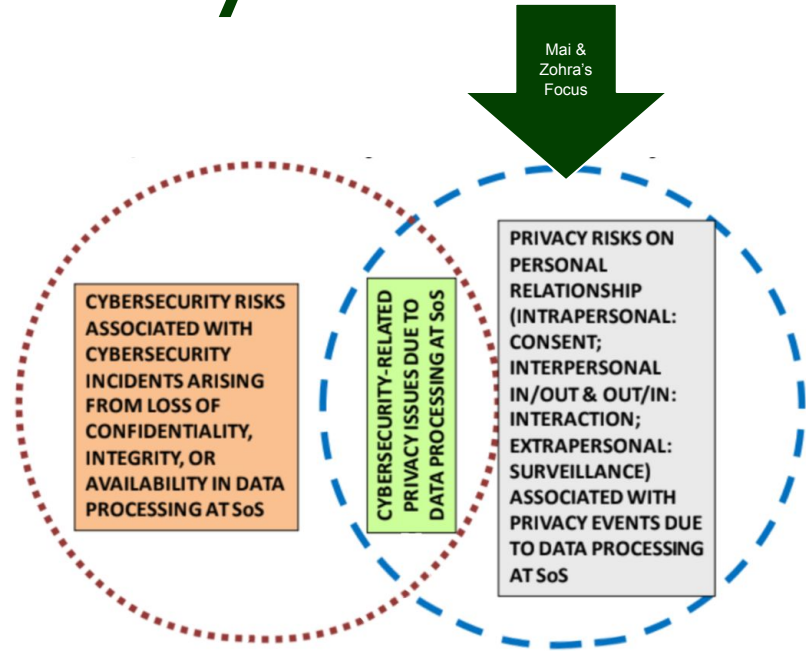 Mai &
Zohra's
Focus
CYBERSECURITY RISKS
ASSOCIATED WITH
CYBERSECURITY
INCIDENTS ARISING
FROM LOSS OF
CONFIDENTIALITY,
INTEGRITY, OR
AVAILABILITY IN DATA
PROCESSING AT SoS
CYBERSECURITY-RELATED
PRIVACY ISSUES DUE TO
DATA PROCESSING AT SoS
PRIVACY RISKS ON
PERSONAL
RELATIONSHIP
(INTRAPERSONAL:
CONSENT;
INTERPERSONAL
IN/OUT & OUT/IN:
INTERACTION;
EXTRAPERSONAL:
SURVEILLANCE)
ASSOCIATED WITH
PRIVACY EVENTS DUE
TO DATA PROCESSING
AT SoS